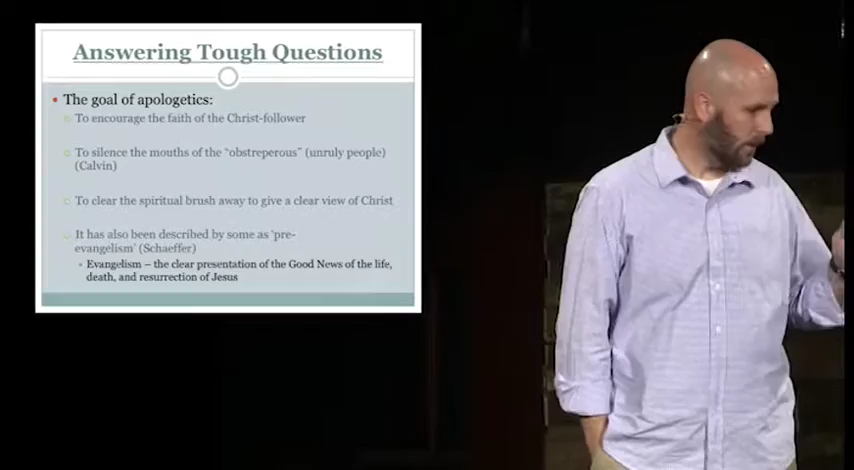 Answering Tough Questions
• The goal of apologetics:
To encourage the faith of the Christ-follower
To silence the mouths of the “obstreperous” (unruly people)
(Calvin)
To clear the spiritual brush away to give a clear view of Christ
It has also been described by some as ‘pre-
evangelism’ (Schaeffer)
• Evangelism – the clear presentation of the Good News of the life,
death, and resurrection of Jesus